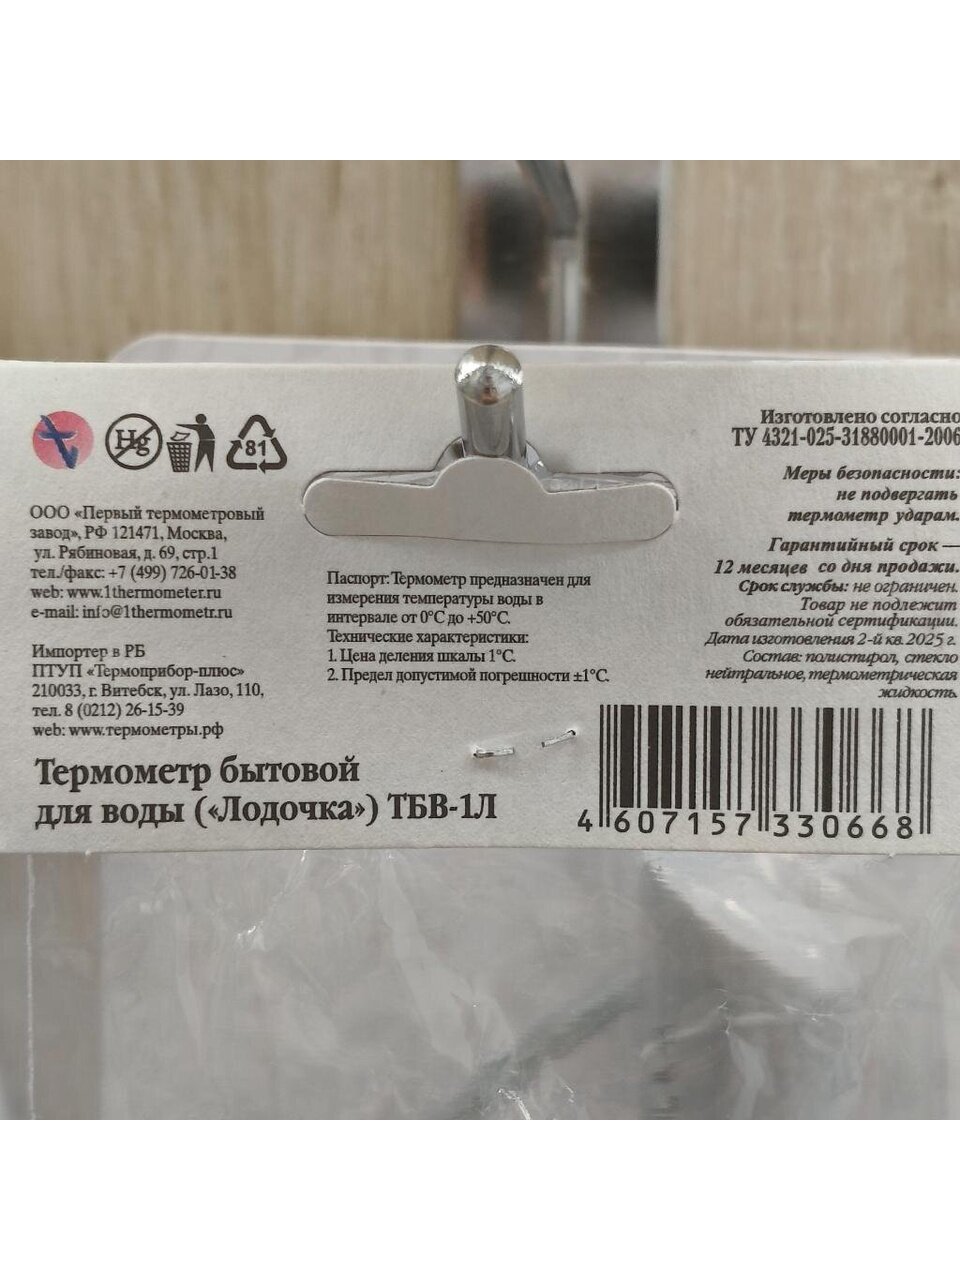 Hg
81
ООО «Первый термометровый
завод», РФ 121471, Москва,
ул. Рябиновая, д. 69, стр.1
тел./факс: +7 (499) 726-01-38
web: www.1thermometer.ru
e-mail: info@1thermometr.ru
Импортер в РБ
ПТУП «Термоприбор-плюс»
210033, г. Витебск, ул. Лазо, 110,
тел. 8 (0212) 26-15-39
web: www.термометры.рф
Термометр бытовой
для воды («Лодочка») ТБВ-1Л
Паспорт: Термометр предназначен для
измерения температуры воды в
интервале от 0°С до +50°С.
Технические характеристики:
1. Цена деления шкалы 1°С.
2. Предел допустимой погрешности ±1°С.
Изготовлено согласно
ТУ 4321-025-31880001-2006
Меры безопасности:
не подвергать
термометр ударам.
Гарантийный срок —
12 месяцев со дня продажи.
Срок службы: не ограничен.
Товар не подлежит
обязательной сертификации.
Дата изготовления 2-й кв. 2025 г.
Состав: полистирол, стекло
нейтральное, термометрическая
жидкость.
4 607157 330668